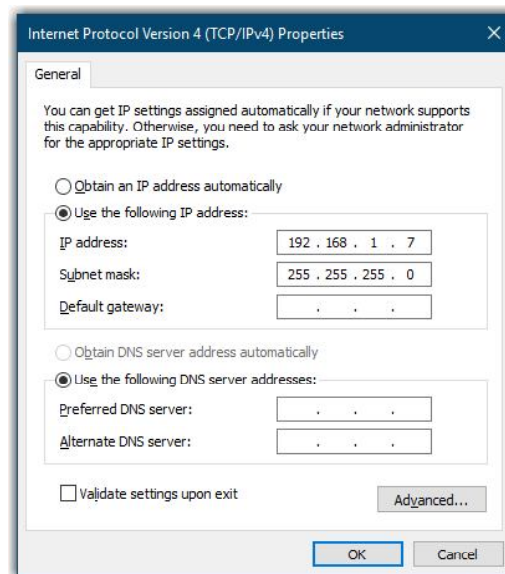 Internet Protocol Version 4 (TCP/IPv4) Properties
General
You can get IP settings assigned automatically if your network supports
this capability. Otherwise, you need to ask your network administrator
for the appropriate IP settings.
Obtain an IP address automatically
Use the following IP address:
IP address: 192 . 168 . 1 . 7
Subnet mask: 255 . 255 . 255 . 0
Default gateway: . . .
Obtain DNS server address automatically
Use the following DNS server addresses:
Preferred DNS server: . . .
Alternate DNS server: . . .
Validate settings upon exit
Advanced...
OK Cancel